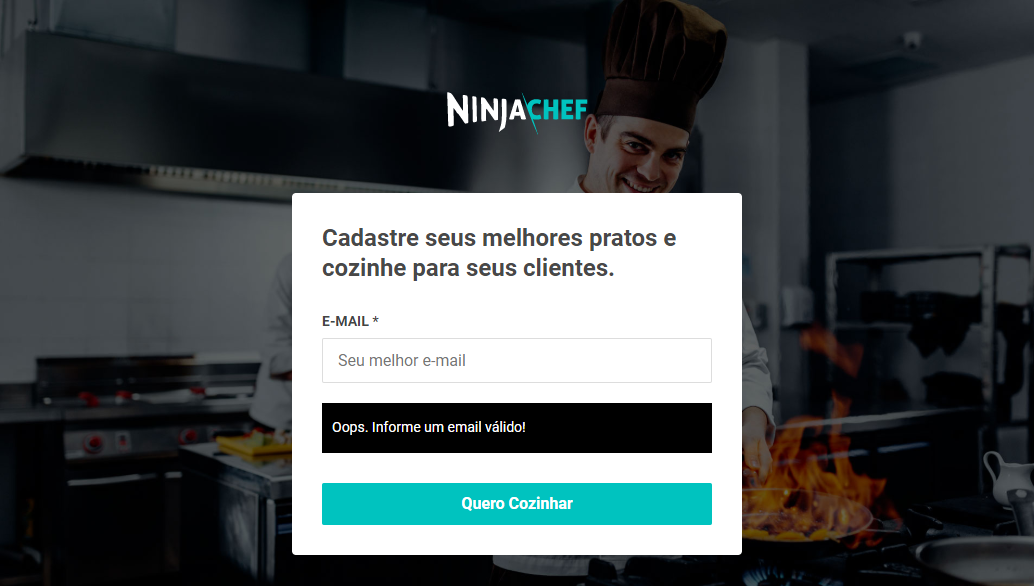 NINJACHEF
Cadastre seus melhores pratos e
cozinhe para seus clientes.
E-MAIL *
Seu melhor e-mail
Oops. Informe um email válido!
Quero Cozinhar